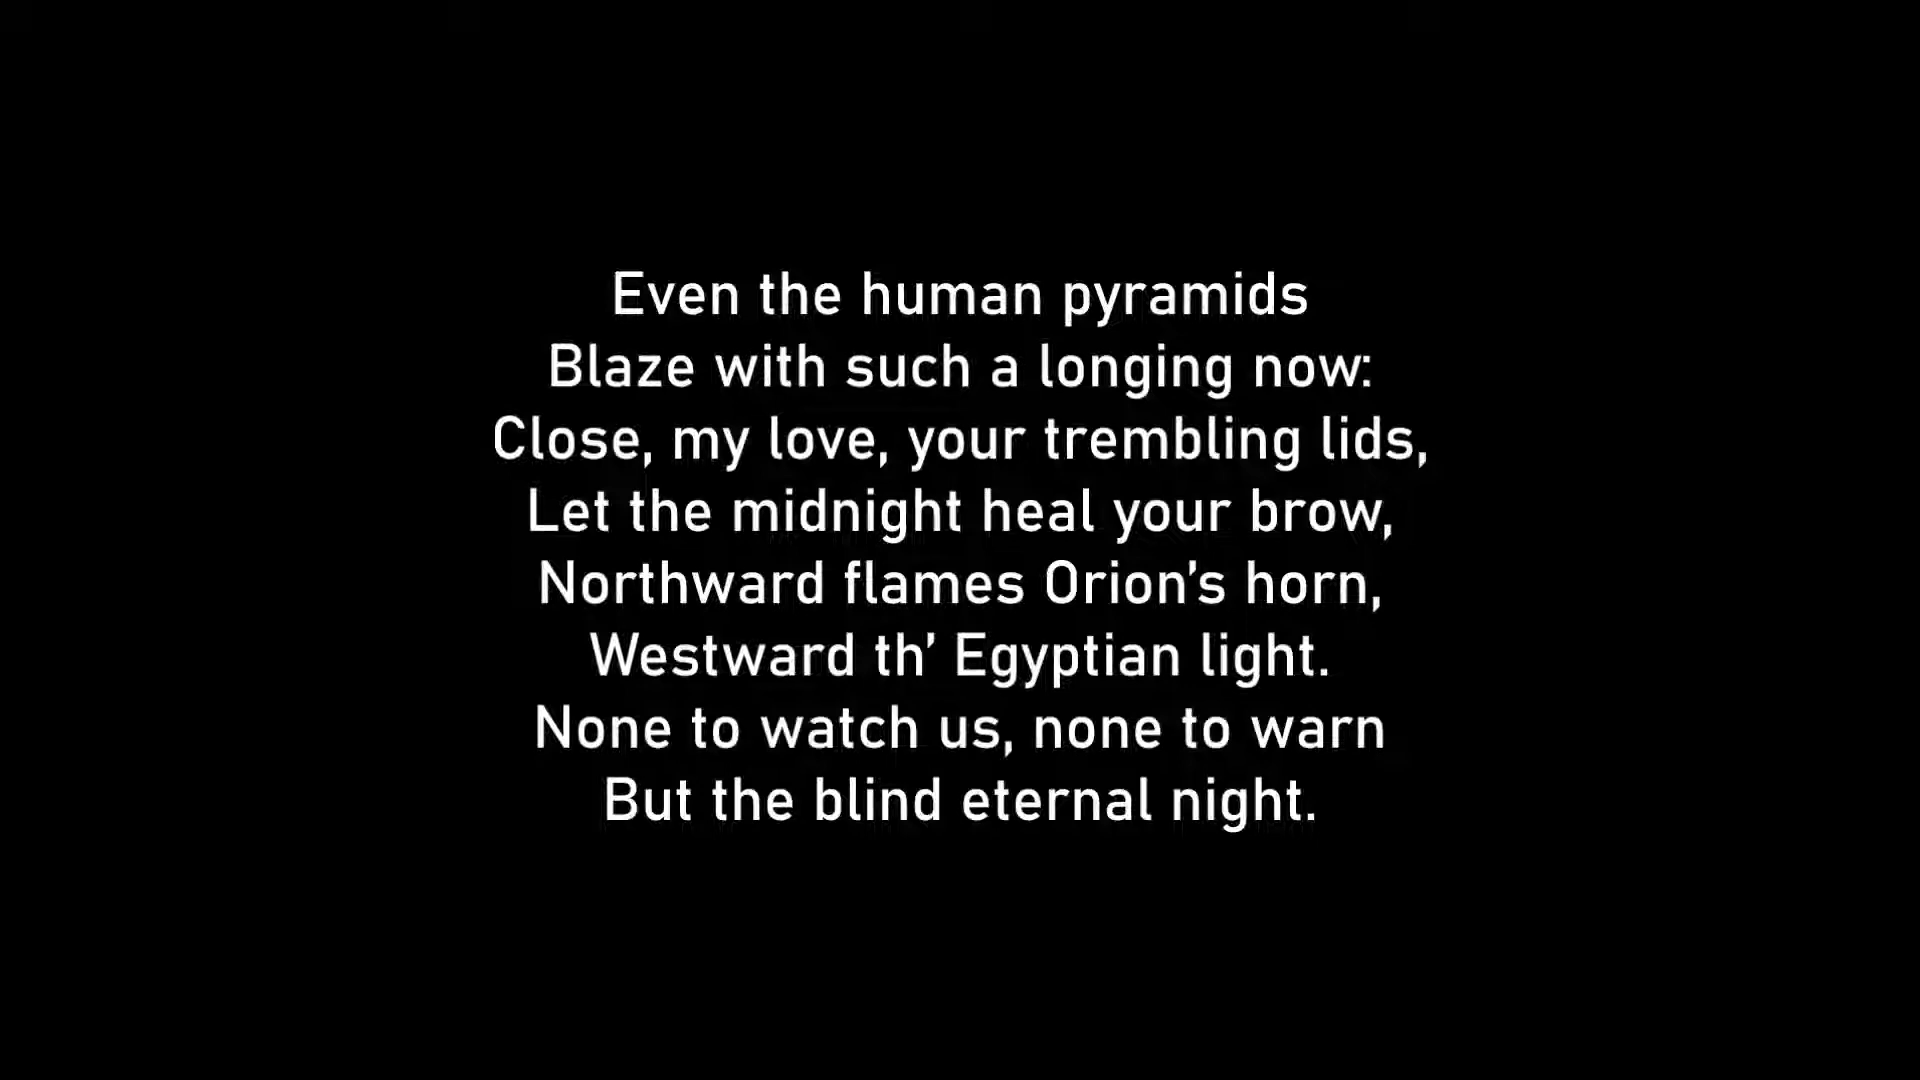 Even the human pyramids
Blaze with such a longing now:
Close, my love, your trembling lids,
Let the midnight heal your brow,
Northward flames Orion’s horn,
Westward th’ Egyptian light.
None to watch us, none to warn
But the blind eternal night.